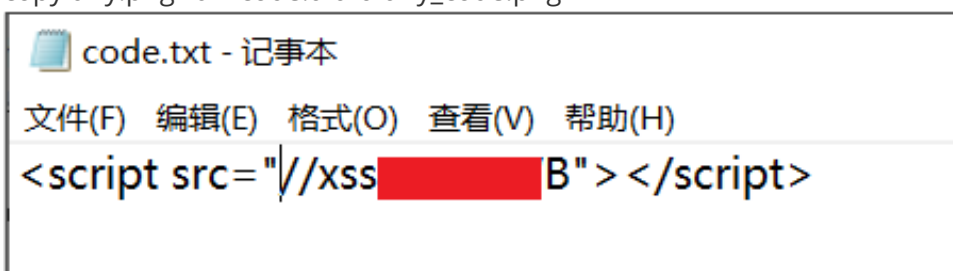 code.txt - 记事本
文件(F) 编辑(E) 格式(O) 查看(V) 帮助(H)
<script src="//xss B"></script>